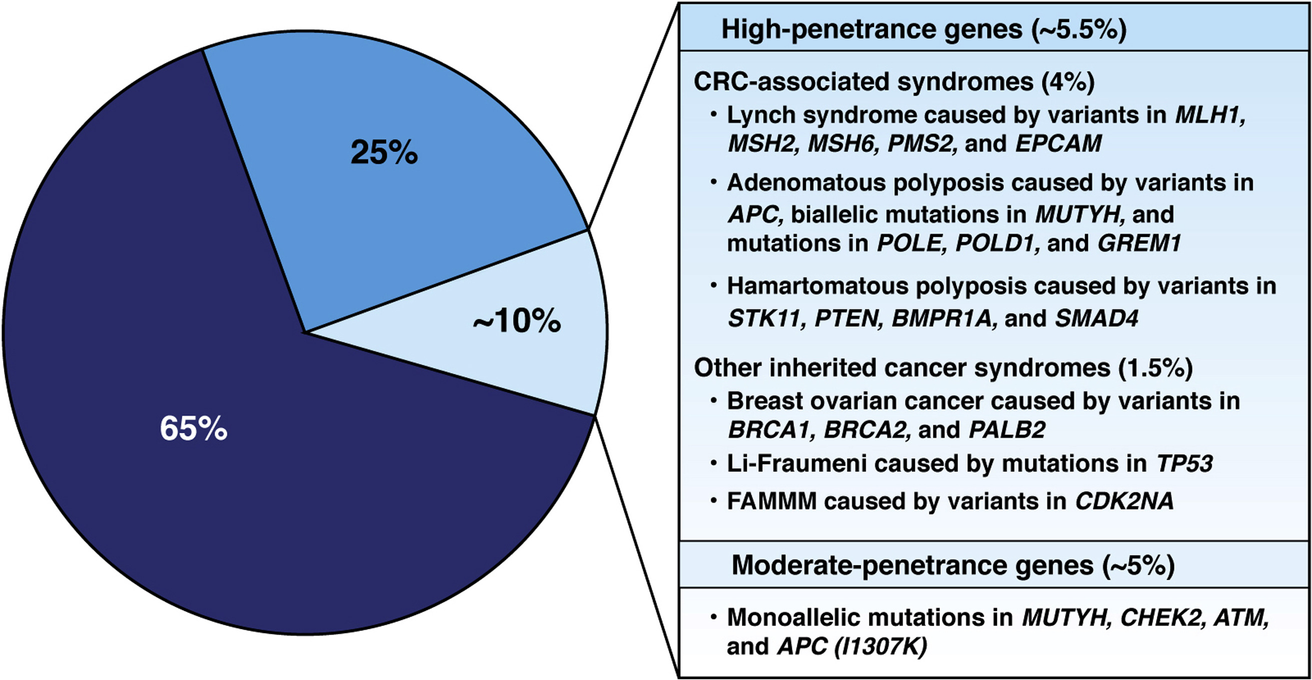 25%
~10%
65%
High-penetrance genes (~5.5%)
CRC-associated syndromes (4%)
• Lynch syndrome caused by variants in MLH1,
MSH2, MSH6, PMS2, and EPCAM
• Adenomatous polyposis caused by variants in
APC, biallelic mutations in MUTYH, and
mutations in POLE, POLD1, and GREM1
• Hamartomatous polyposis caused by variants in
STK11, PTEN, BMPR1A, and SMAD4
Other inherited cancer syndromes (1.5%)
• Breast ovarian cancer caused by variants in
BRCA1, BRCA2, and PALB2
• Li-Fraumeni caused by mutations in TP53
• FAMMM caused by variants in CDK2NA
Moderate-penetrance genes (~5%)
• Monoallelic mutations in MUTYH, CHEK2, ATM,
and APC (I1307K)